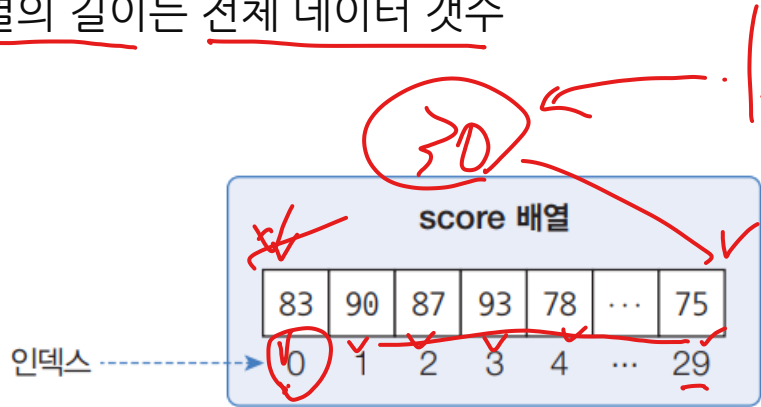 열의 길이는 전체 데이터 갯수
30
score 배열
83 90 87 93 78 ... 75
인덱스 0 1 2 3 4 ... 29